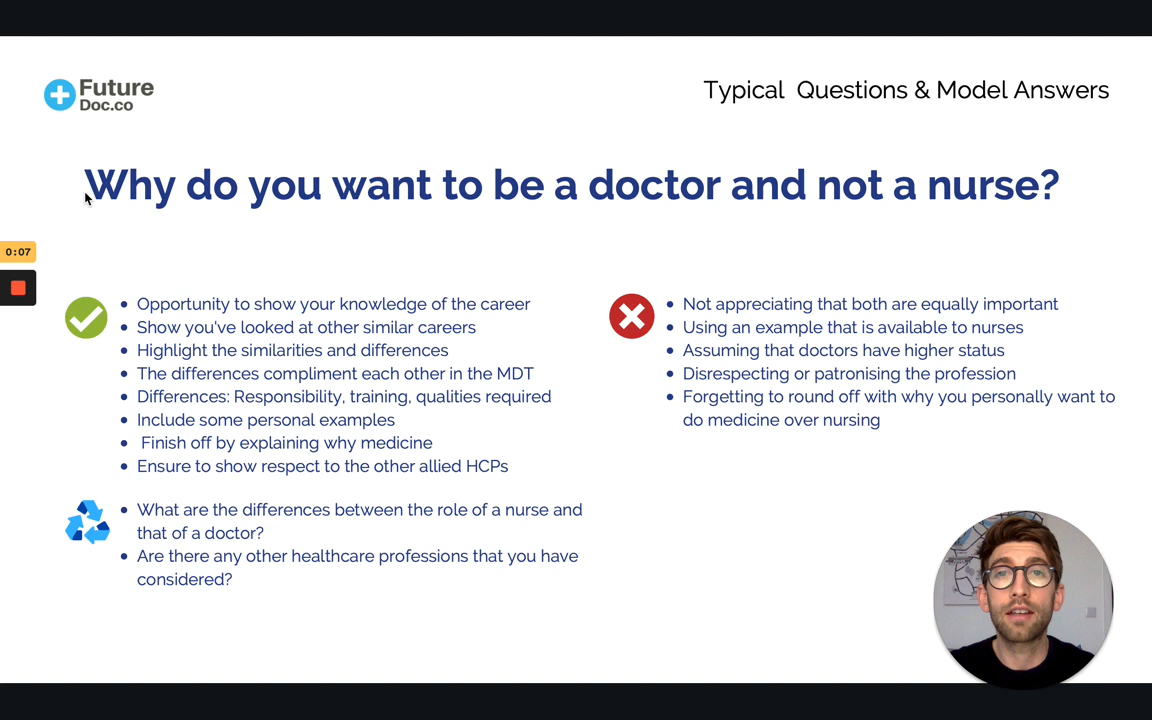 Future
Doc.co
Typical Questions & Model Answers
Why do you want to be a doctor and not a nurse?
0:07
Opportunity to show your knowledge of the career
Show you've looked at other similar careers
Highlight the similarities and differences
The differences compliment each other in the MDT
Differences: Responsibility, training, qualities required
Include some personal examples
Finish off by explaining why medicine
Ensure to show respect to the other allied HCPs
What are the differences between the role of a nurse and
that of a doctor?
Are there any other healthcare professions that you have
considered?
Not appreciating that both are equally important
Using an example that is available to nurses
Assuming that doctors have higher status
Disrespecting or patronising the profession
Forgetting to round off with why you personally want to
do medicine over nursing